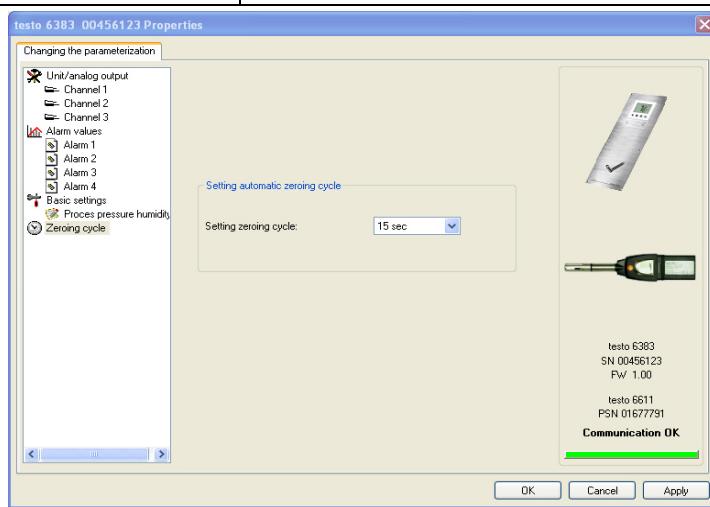 testo 6383 00456123 Properties
Changing the parameterization
Unit/analog output
Channel 1
Channel 2
Channel 3
Alarm values
Alarm 1
Alarm 2
Alarm 3
Alarm 4
Basic settings
Proces pressure humidity
Zeroing cycle
Setting automatic zeroing cycle
Setting zeroing cycle:
15 sec
testo 6383
SN 00456123
FW 1.00
testo 6611
PSN 01677791
Communication OK
OK
Cancel
Apply